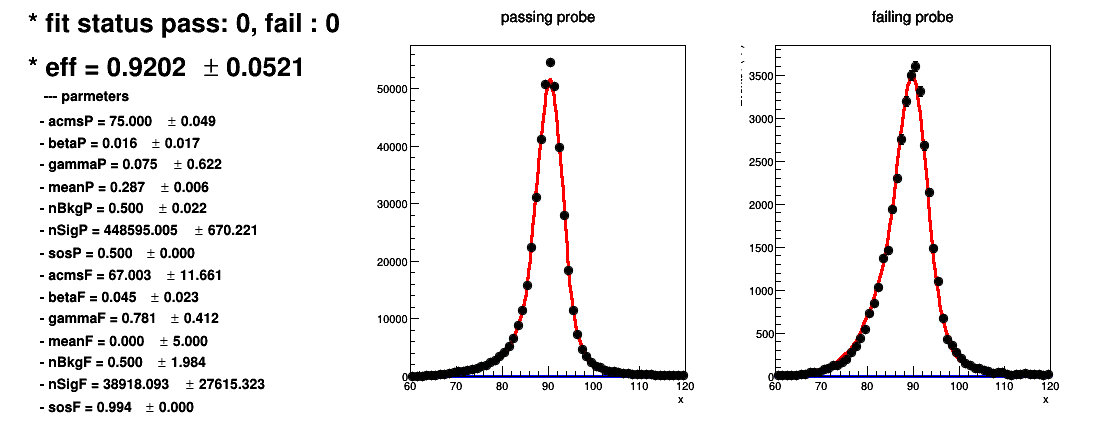 * fit status pass: 0, fail : 0
* eff = 0.9202 ± 0.0521
--- parmeters
- acmsP = 75.000 ± 0.049
- betaP = 0.016 ± 0.017
- gammaP = 0.075 ± 0.622
- meanP = 0.287 ± 0.006
- nBkgP = 0.500 ± 0.022
- nSigP = 448595.005 ± 670.221
- sosP = 0.500 ± 0.000
- acmsF = 67.003 ± 11.661
- betaF = 0.045 ± 0.023
- gammaF = 0.781 ± 0.412
- meanF = 0.000 ± 5.000
- nBkgF = 0.500 ± 1.984
- nSigF = 38918.093 ± 27615.323
- sosF = 0.994 ± 0.000
passing probe
50000
40000
30000
20000
10000
0
60 70 80 90 100 110 120
x
failing probe
3500
3000
2500
2000
1500
1000
500
0
60 70 80 90 100 110 120
x